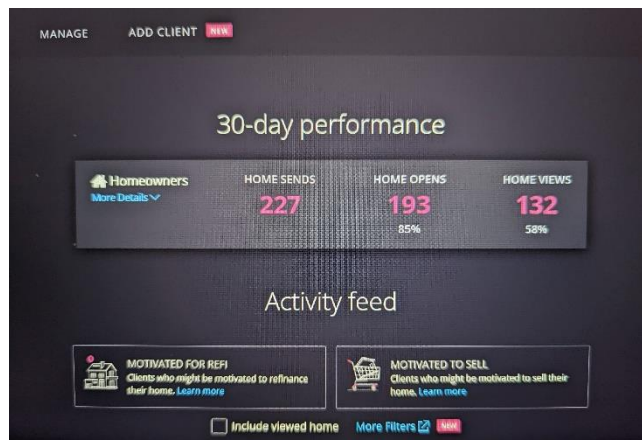 MANAGE
ADD CLIENT NEW
30-day performance
Homeowners
More Details
HOME SENDS
227
HOME OPENS
193
85%
HOME VIEWS
132
58%
Activity feed
MOTIVATED FOR REFI
Clients who might be motivated to refinance
their home. Learn more
MOTIVATED TO SELL
Clients who might be motivated to sell their
home. Learn more
Include viewed home
More Filters NEW